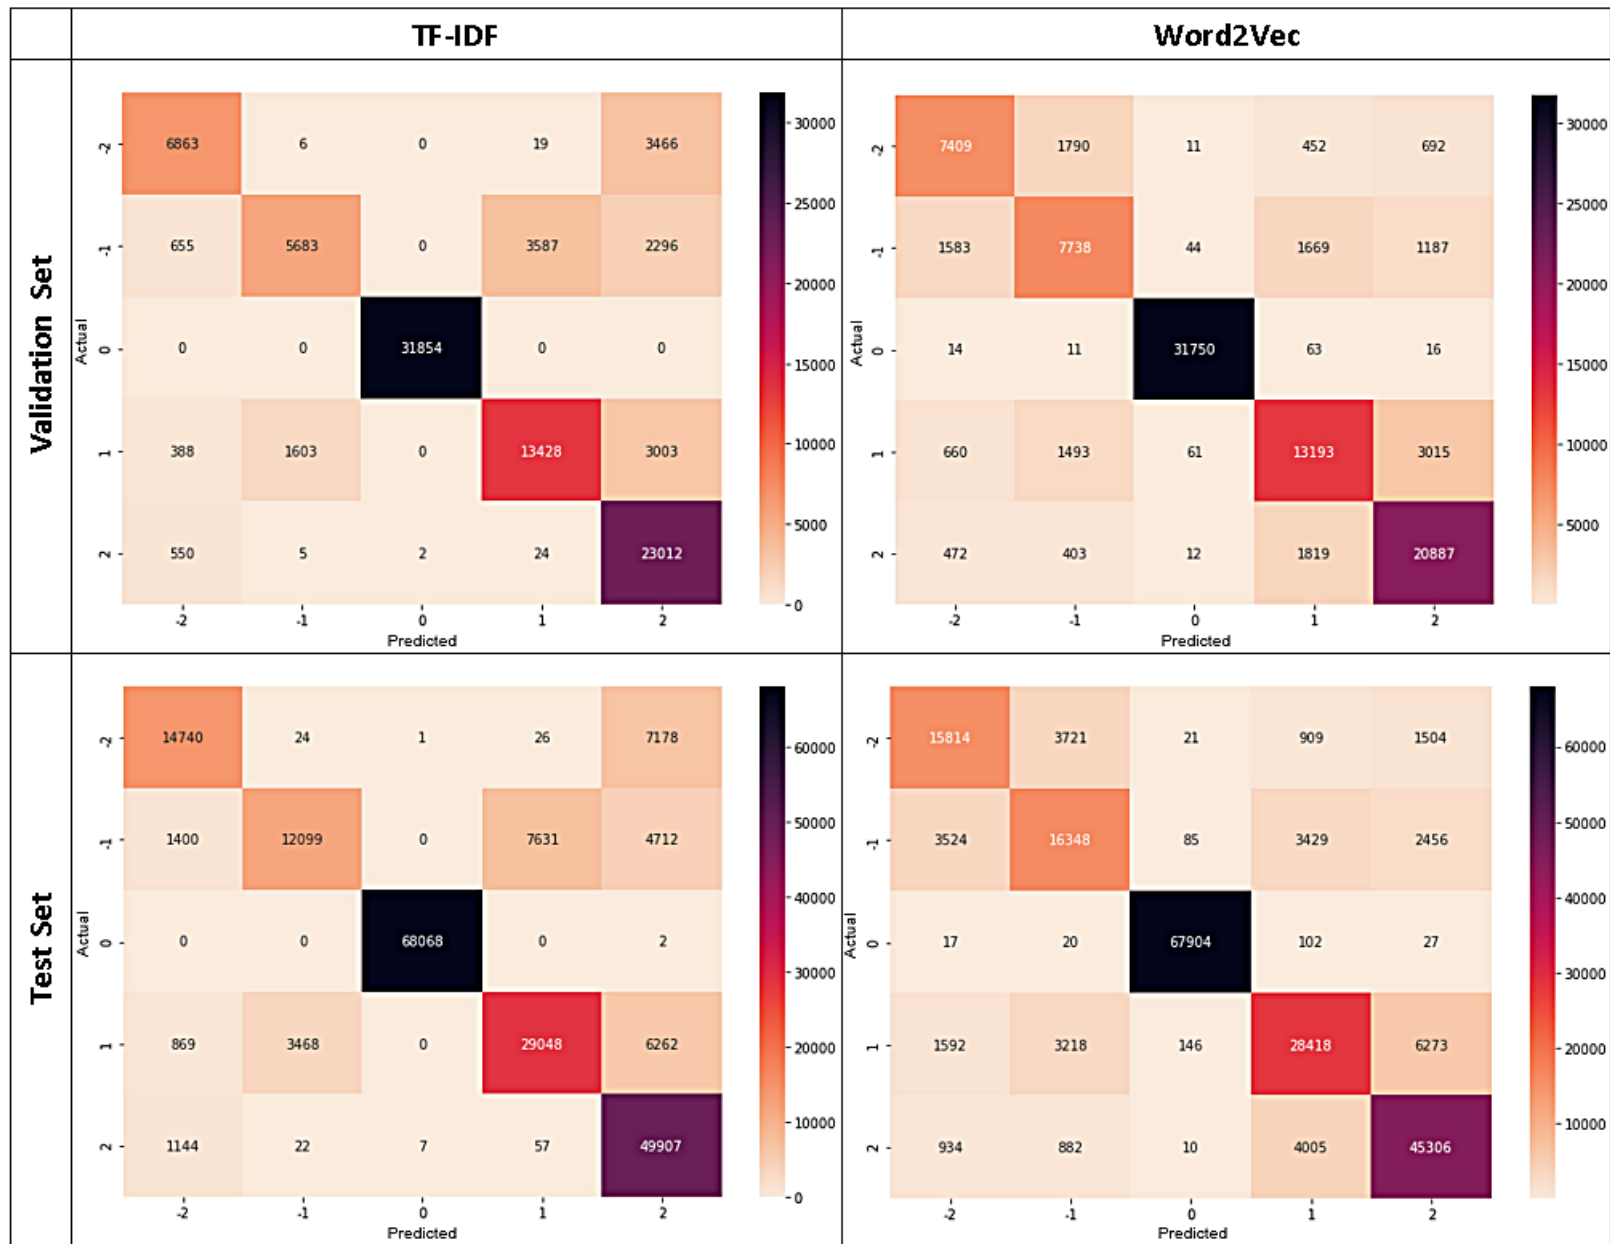 TF-IDF
Word2Vec
Validation Set
Actual
-2
6863 6 0 19 3466
-1
655 5683 0 3587 2296
0
0 0 31854 0 0
1
388 1603 0 13428 3003
2
550 5 2 24 23012
-2 -1 0 1 2
Predicted
30000
25000
20000
15000
10000
5000
0
Actual
-2
7409 1790 11 452 692
-1
1583 7738 44 1669 1187
0
14 11 31750 63 16
1
660 1493 61 13193 3015
2
472 403 12 1819 20887
-2 -1 0 1 2
Predicted
30000
25000
20000
15000
10000
5000
Test Set
Actual
-2
14740 24 1 26 7178
-1
1400 12099 0 7631 4712
0
0 0 68068 0 2
1
869 3468 0 29048 6262
2
1144 22 7 57 49907
-2 -1 0 1 2
Predicted
60000
50000
40000
30000
20000
10000
0
Actual
-2
15814 3721 21 909 1504
-1
3524 16348 85 3429 2456
0
17 20 67904 102 27
1
1592 3218 146 28418 6273
2
934 882 10 4005 45306
-2 -1 0 1 2
Predicted
60000
50000
40000
30000
20000
10000